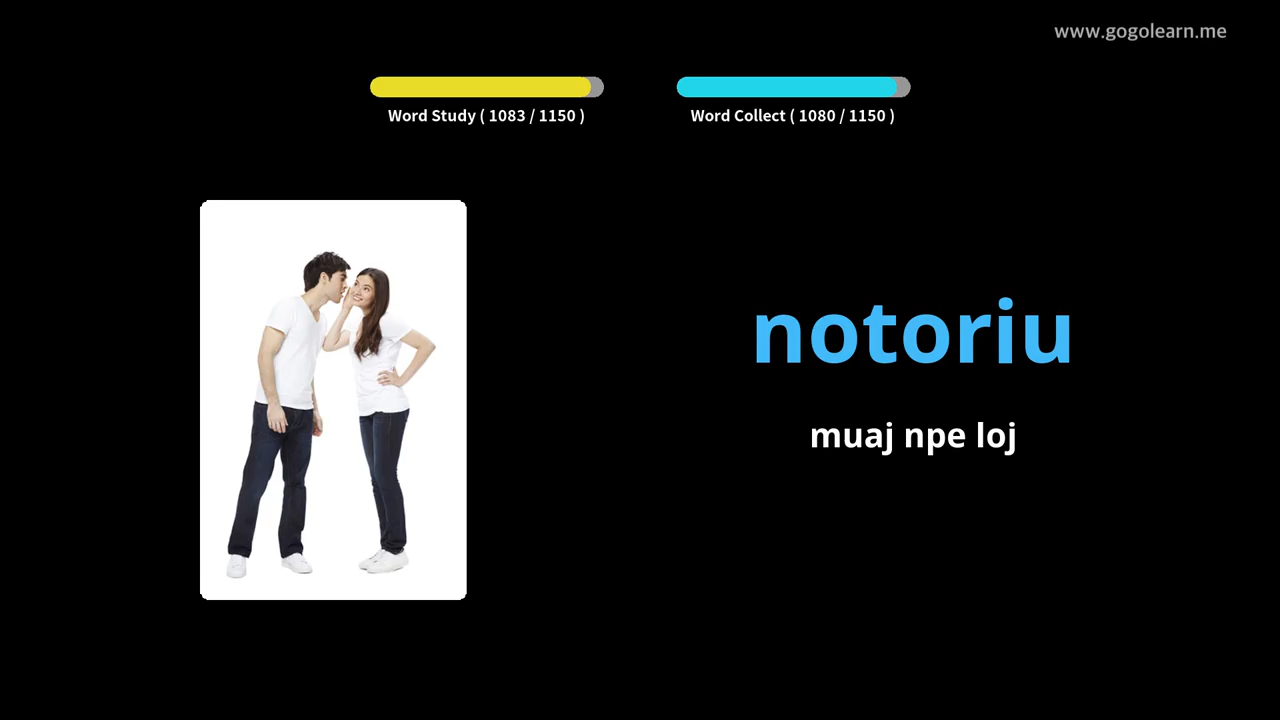 www.gogolearn.me
Word Study ( 1083 / 1150 )
Word Collect ( 1080 / 1150 )
notoriu
muaj npe loj